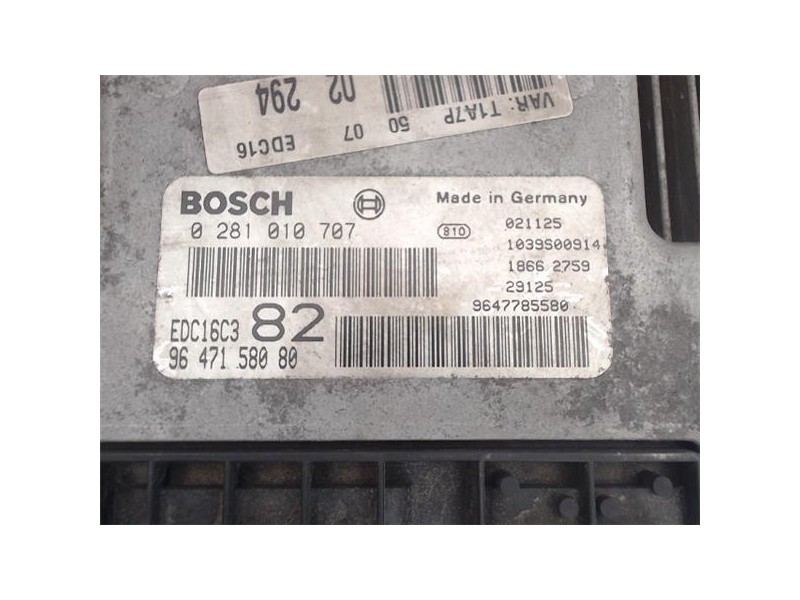 VAR: T1A7P
50 07
02
294
EDC16
BOSCH
Made in Germany
0 281 010 707
810
021125
1039S00914
1866 2759
29125
9647785580
EDC16C3 82
96 471 580 80